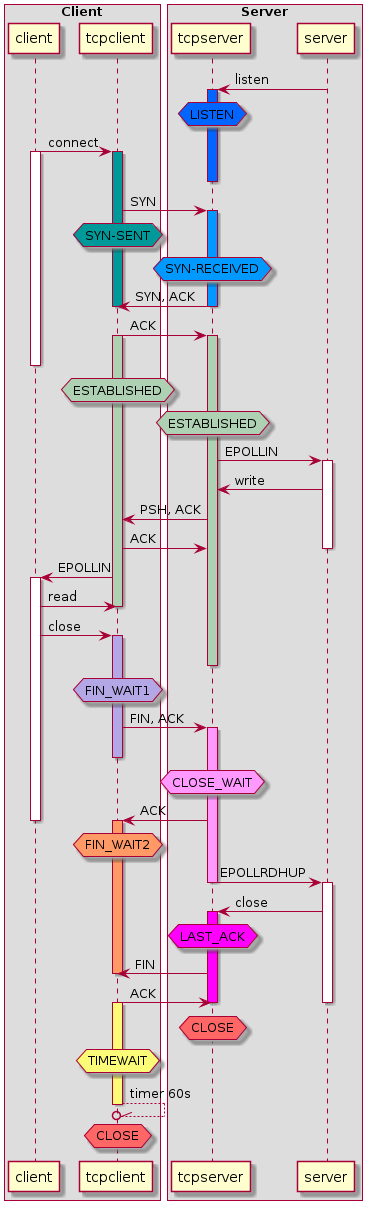 Client Server
client tcpclient tcpserver server
listen
LISTEN
connect
SYN
SYN-SENT
SYN-RECEIVED
SYN, ACK
ACK
ESTABLISHED
ESTABLISHED
EPOLLIN
write
PSH, ACK
ACK
EPOLLIN
read
close
FIN_WAIT1
FIN, ACK
CLOSE_WAIT
ACK
FIN_WAIT2
EPOLLRDHUP
close
LAST_ACK
FIN
ACK
CLOSE
TIMEWAIT
timer 60s
CLOSE
client tcpclient tcpserver server